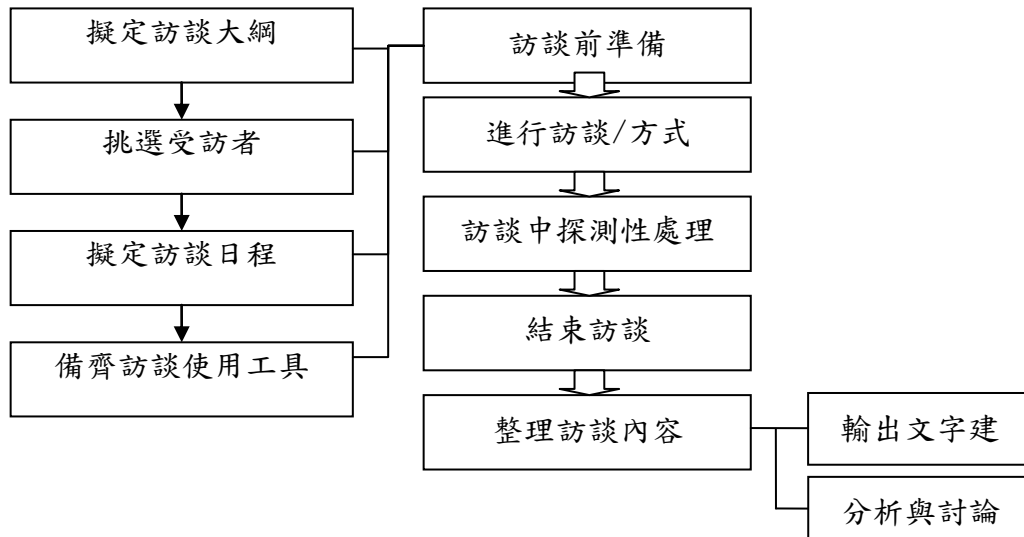 擬定訪談大綱
挑選受訪者
擬定訪談日程
備齊訪談使用工具
訪談前準備
進行訪談/方式
訪談中探測性處理
結束訪談
整理訪談內容
輸出文字建
分析與討論